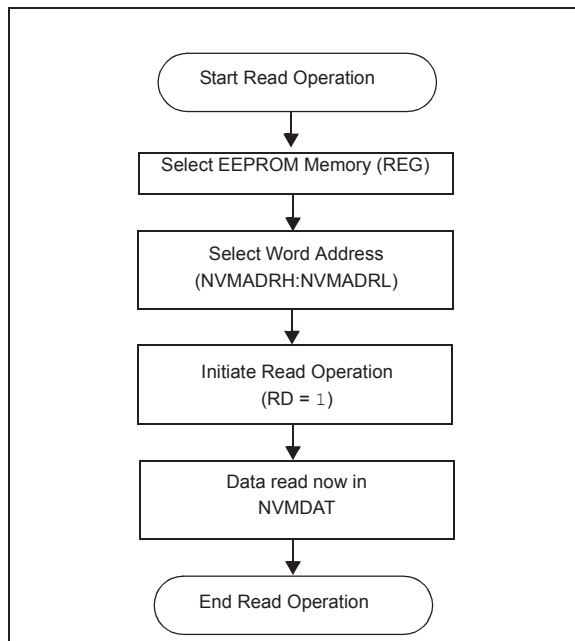 Start Read Operation
Select EEPROM Memory (REG)
Select Word Address
(NVMADRH:NVMADRL)
Initiate Read Operation
(RD = 1)
Data read now in
NVMDAT
End Read Operation